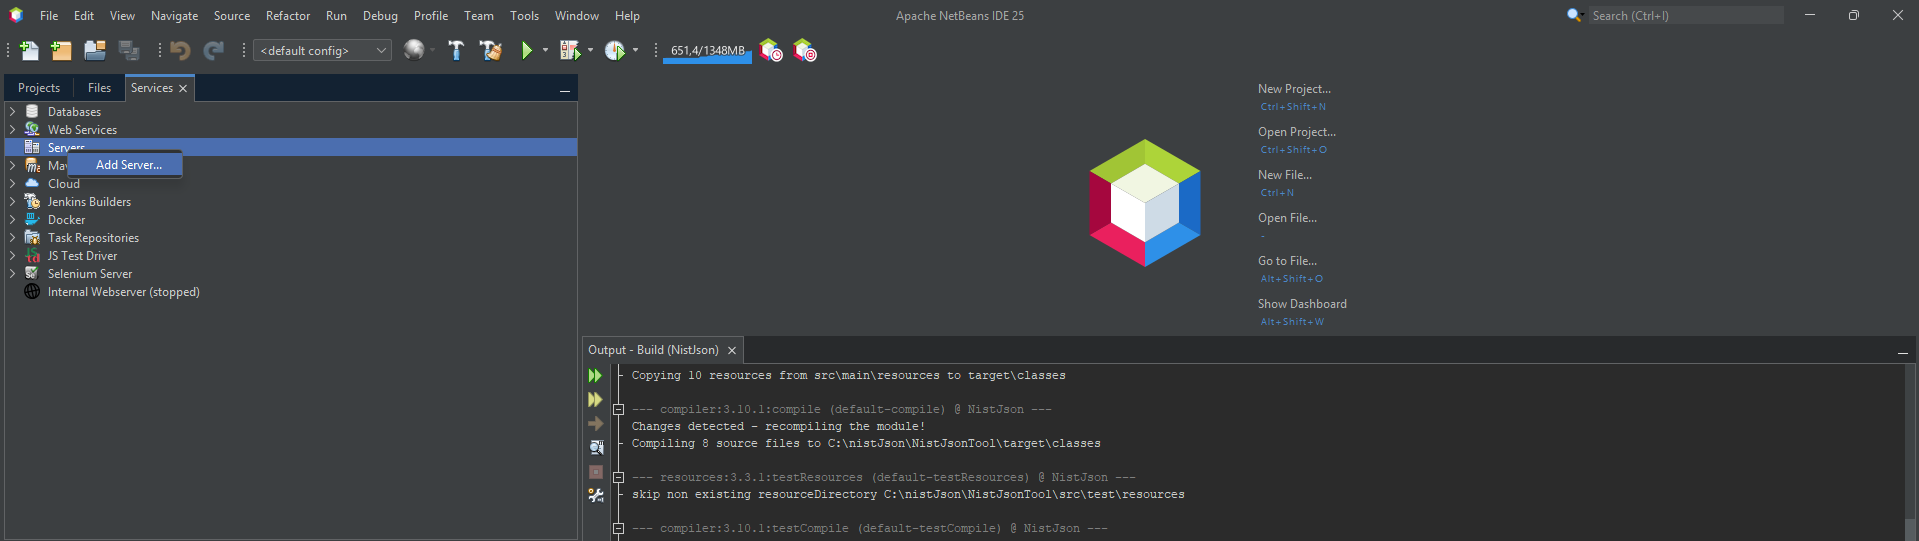 File Edit View Navigate Source Refactor Run Debug Profile Team Tools Window Help Apache NetBeans IDE 25 Search (Ctrl+I)
<default config> 651,4/1348MB
Projects Files Services
Databases
Web Services
Servers
Add Server...
Cloud
Jenkins Builders
Docker
Task Repositories
JS Test Driver
Selenium Server
Internal Webserver (stopped)
New Project...
Ctrl+Shift+N
Open Project...
Ctrl+Shift+O
New File...
Ctrl+N
Open File...
-
Go to File...
Alt+Shift+O
Show Dashboard
Alt+Shift+W
Output - Build (NistJson)
Copying 10 resources from src\main\resources to target\classes
--- compiler:3.10.1:compile (default-compile) @ NistJson ---
Changes detected - recompiling the module!
Compiling 8 source files to C:\nistJson\NistJsonTool\target\classes
--- resources:3.3.1:testResources (default-testResources) @ NistJson ---
skip non existing resourceDirectory C:\nistJson\NistJsonTool\src\test\resources
--- compiler:3.10.1:testCompile (default-testCompile) @ NistJson ---